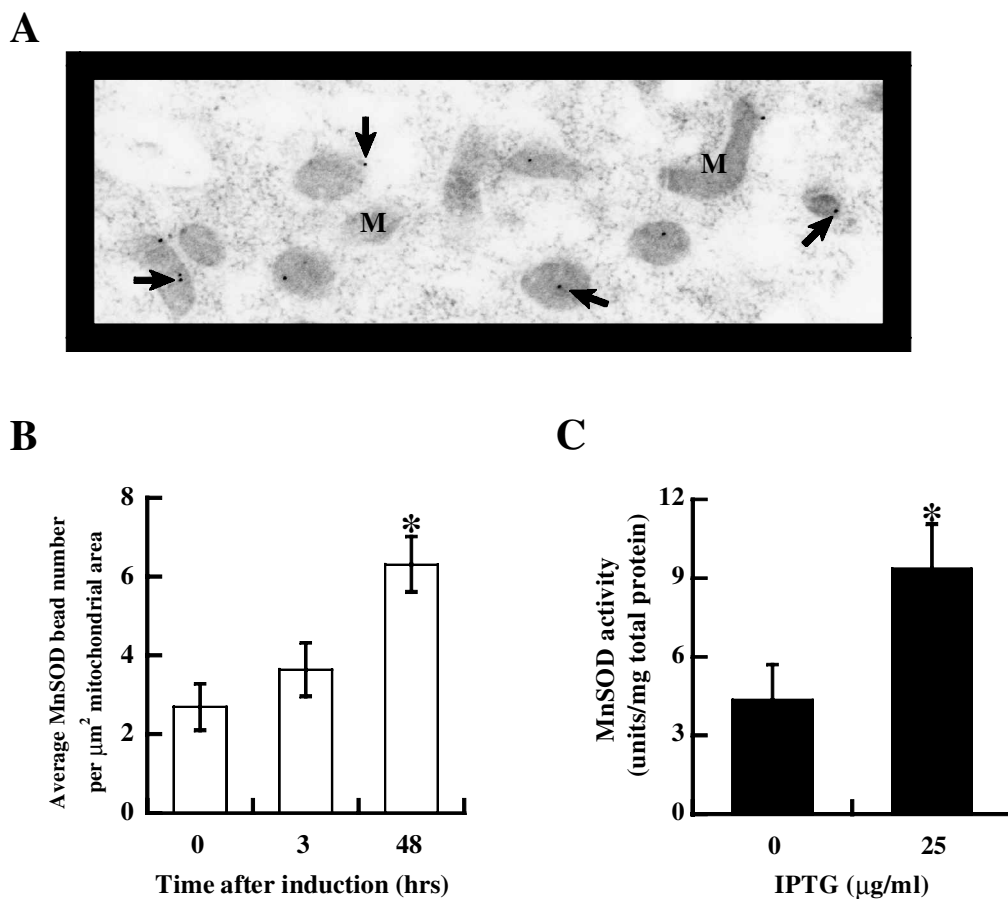 A
M
M
B
C
Average MnSOD bead number
per μm² mitochondrial area
8
6
4
2
0
*
0 3 48
Time after induction (hrs)
MnSOD activity
(units/mg total protein)
12
9
6
3
0
*
0 25
IPTG (μg/ml)